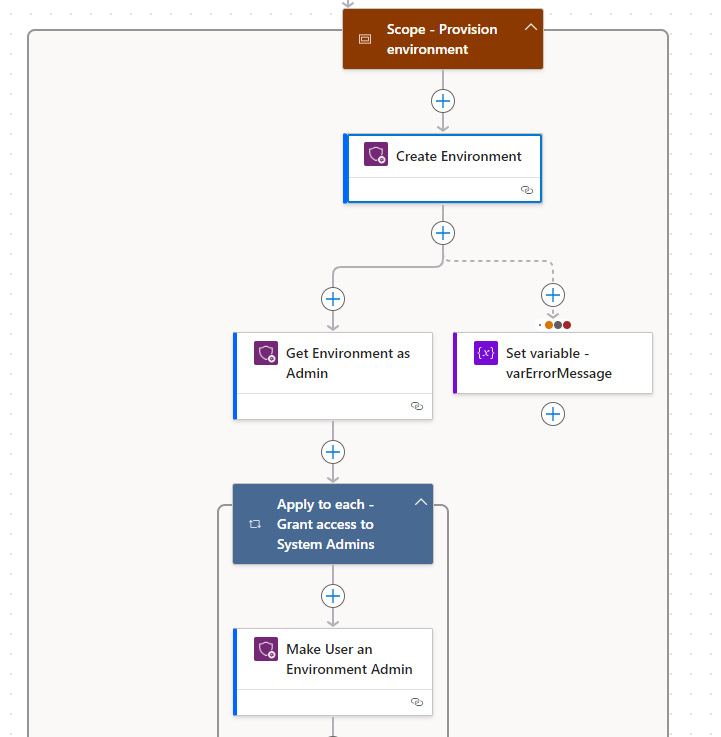 Scope - Provision
environment
Create Environment
Get Environment as
Admin
{x}
Set variable -
varErrorMessage
Apply to each -
Grant access to
System Admins
Make User an
Environment Admin